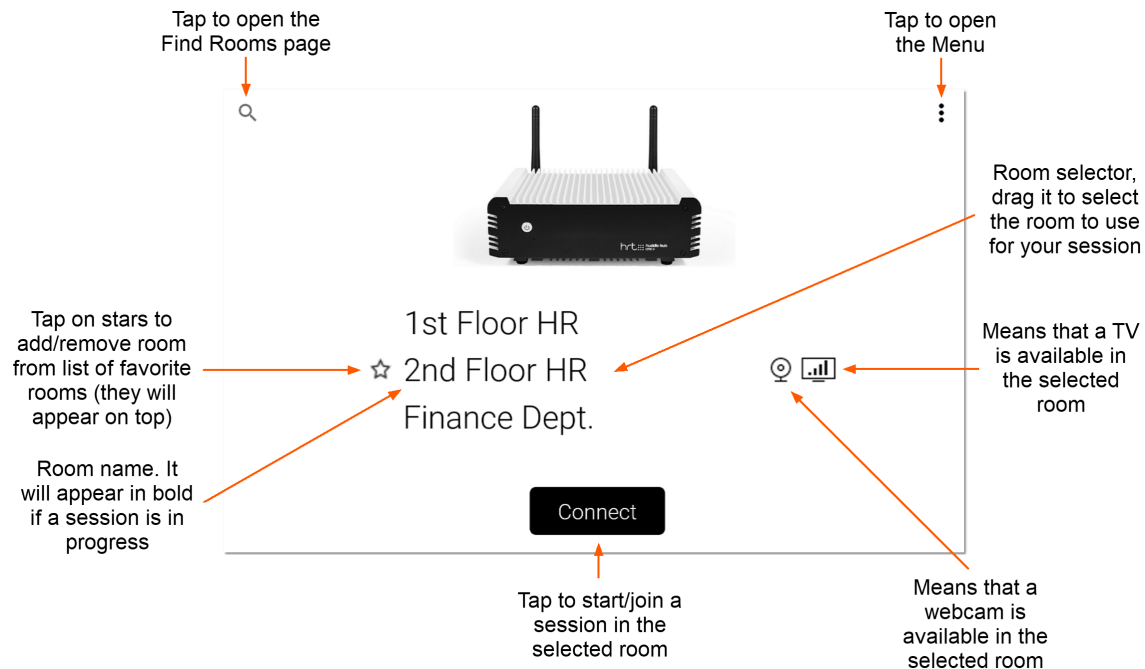 Tap to open the
Find Rooms page
Tap to open
the Menu
hrt huddle hub
Room selector,
drag it to select
the room to use
for your session
1st Floor HR
2nd Floor HR
Finance Dept.
Tap on stars to
add/remove room
from list of favorite
rooms (they will
appear on top)
Means that a TV
is available in
the selected
room
Room name. It
will appear in bold
if a session is in
progress
Connect
Tap to start/join a
session in the
selected room
Means that a
webcam is
available in the
selected room